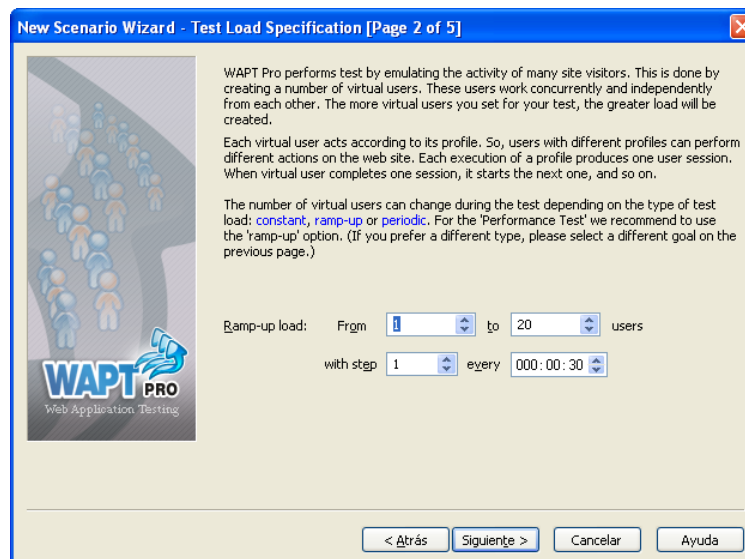 New Scenario Wizard - Test Load Specification [Page 2 of 5]
WAPT Pro performs test by emulating the activity of many site visitors. This is done by
creating a number of virtual users. These users work concurrently and independently
from each other. The more virtual users you set for your test, the greater load will be
created.
Each virtual user acts according to its profile. So, users with different profiles can perform
different actions on the web site. Each execution of a profile produces one user session.
When virtual user completes one session, it starts the next one, and so on.
The number of virtual users can change during the test depending on the type of test
load: constant, ramp-up or periodic. For the 'Performance Test' we recommend to use
the 'ramp-up' option. (If you prefer a different type, please select a different goal on the
previous page.)
Ramp-up load: From 1 to 20 users
with step 1 every 000:00:30
WAPT PRO
Web Application Testing
< Atrás Siguiente > Cancelar Ayuda